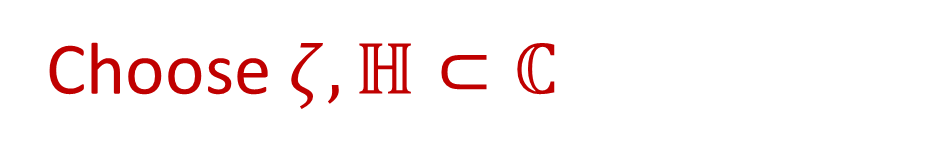 Choose ζ, ℍ ⊂ ℂ